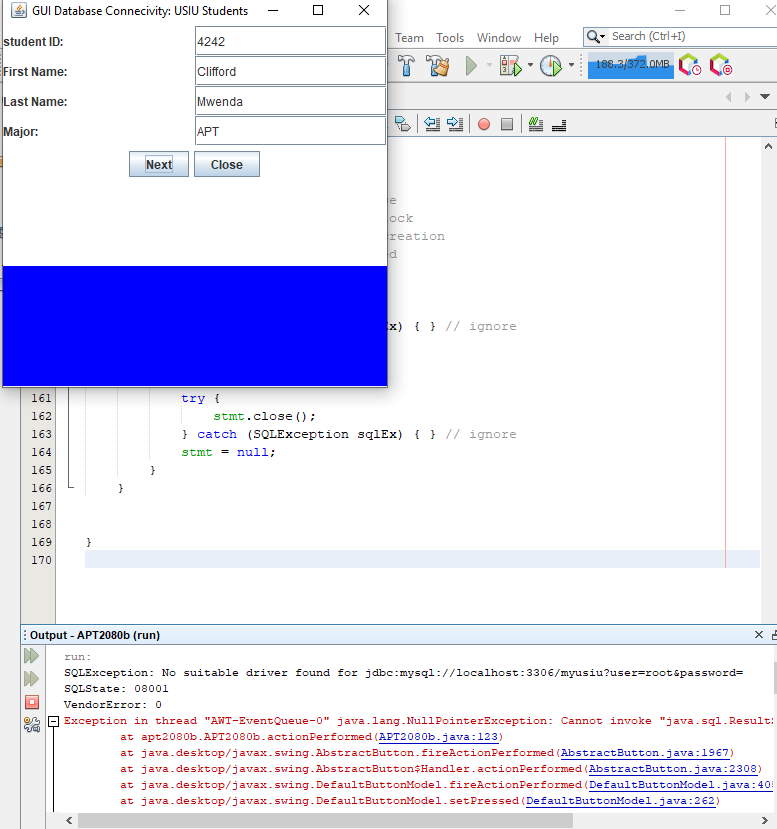 GUI Database Connecivity: USIU Students
student ID:
4242
First Name:
Clifford
Last Name:
Mwenda
Major:
APT
Next Close
Team Tools Window Help
Search (Ctrl+I)
188.3/372.0MB
ock
creation
x) { } // ignore
161 try {
162 stmt.close();
163 } catch (SQLException sqlEx) { } // ignore
164 stmt = null;
165 }
166 }
167
168
169 }
170
Output - APT2080b (run)
run:
SQLException: No suitable driver found for jdbc:mysql://localhost:3306/myusiu?user=root&password=
SQLState: 08001
VendorError: 0
Exception in thread "AWT-EventQueue-0" java.lang.NullPointerException: Cannot invoke "java.sql.Result
at apt2080b.APT2080b.actionPerformed(APT2080b.java:123)
at java.desktop/javax.swing.AbstractButton.fireActionPerformed(AbstractButton.java:1967)
at java.desktop/javax.swing.AbstractButton$Handler.actionPerformed(AbstractButton.java:2308)
at java.desktop/javax.swing.DefaultButtonModel.fireActionPerformed(DefaultButtonModel.java:40
at java.desktop/javax.swing.DefaultButtonModel.setPressed(DefaultButtonModel.java:262)